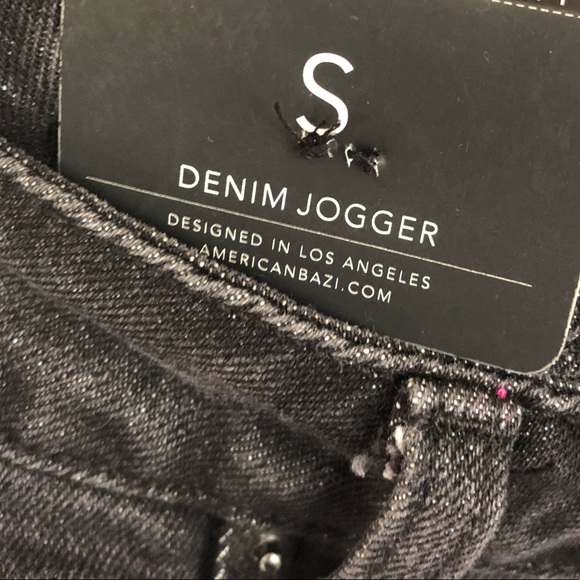 S
DENIM JOGGER
DESIGNED IN LOS ANGELES
AMERICANBAZI.COM